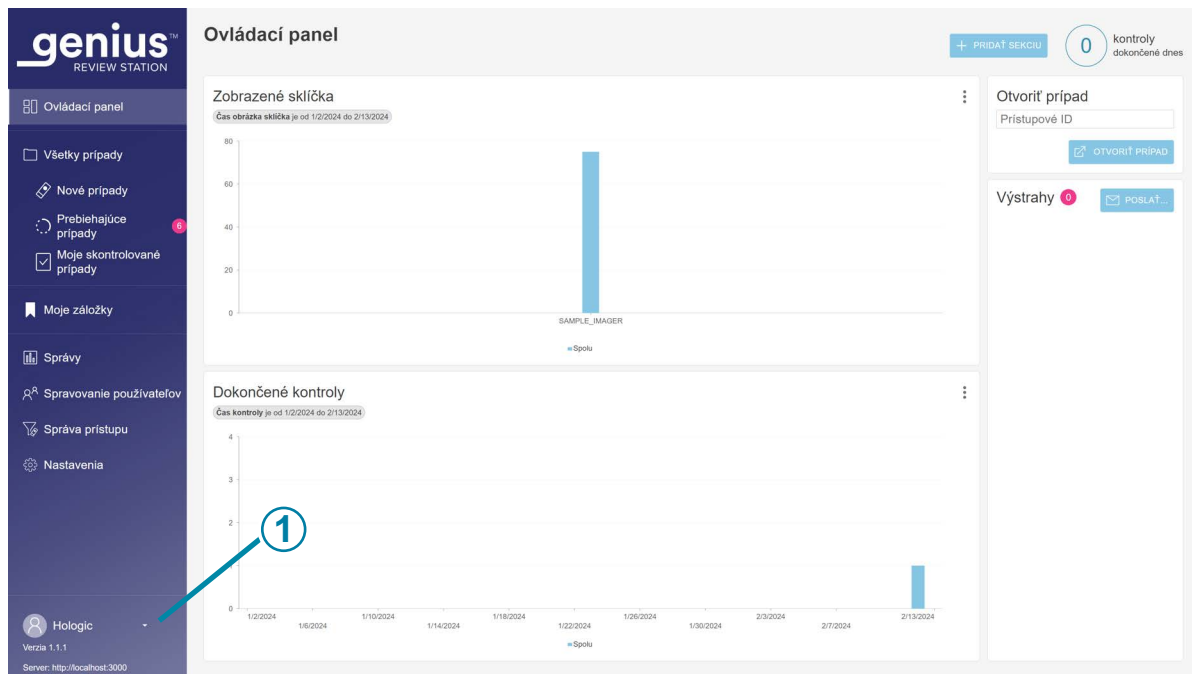 genius™
REVIEW STATION
Ovládací panel
Všetky prípady
Nové prípady
Prebiehajúce
prípady
6
Moje skontrolované
prípady
Moje záložky
Správy
Spravovanie používateľov
Správa prístupu
Nastavenia
Hologic
Verzia 1.1.1
Server: http://localhost:3000
Ovládací panel
+ PRIDAŤ SEKCIU
0
kontroly
dokončené dnes
Zobrazené sklíčka
Čas obrázka sklíčka je od 1/2/2024 do 2/13/2024
80
60
40
20
0
SAMPLE_IMAGER
Spolu
Dokončené kontroly
Čas kontroly je od 1/2/2024 do 2/13/2024
4
3
2
0
1/2/2024
1/6/2024
1/10/2024
1/14/2024
1/18/2024
1/22/2024
1/26/2024
1/30/2024
2/3/2024
2/7/2024
2/13/2024
Spolu
1
Otvoriť prípad
Prístupové ID
OTVORIŤ PRÍPAD
Výstrahy 0
POSLAŤ...